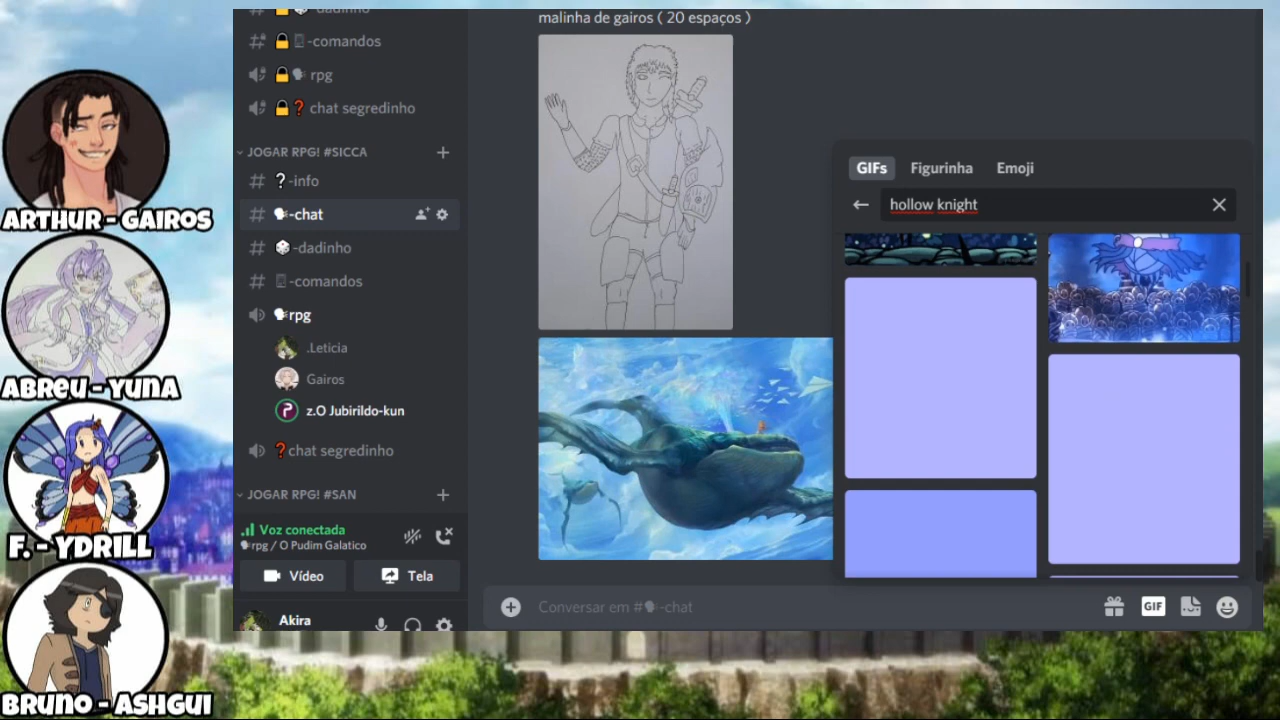 ARTHUR - GAIROS
ABREU - YUNA
F. - YDRILL
BRUNO - ASHGUI
-dadinho
-comandos
rpg
chat segredinho
JOGAR RPG! #SICCA
-info
-chat
-dadinho
-comandos
rpg
.Leticia
Gairos
z.O Jubirildo-kun
chat segredinho
JOGAR RPG! #SAN
Voz conectada
rpg / O Pudim Galatico
Vídeo
Tela
Akira
malinha de gairos ( 20 espaços )
GIFs
Figurinha
Emoji
hollow knight
Conversar em #🗣-chat
GIF